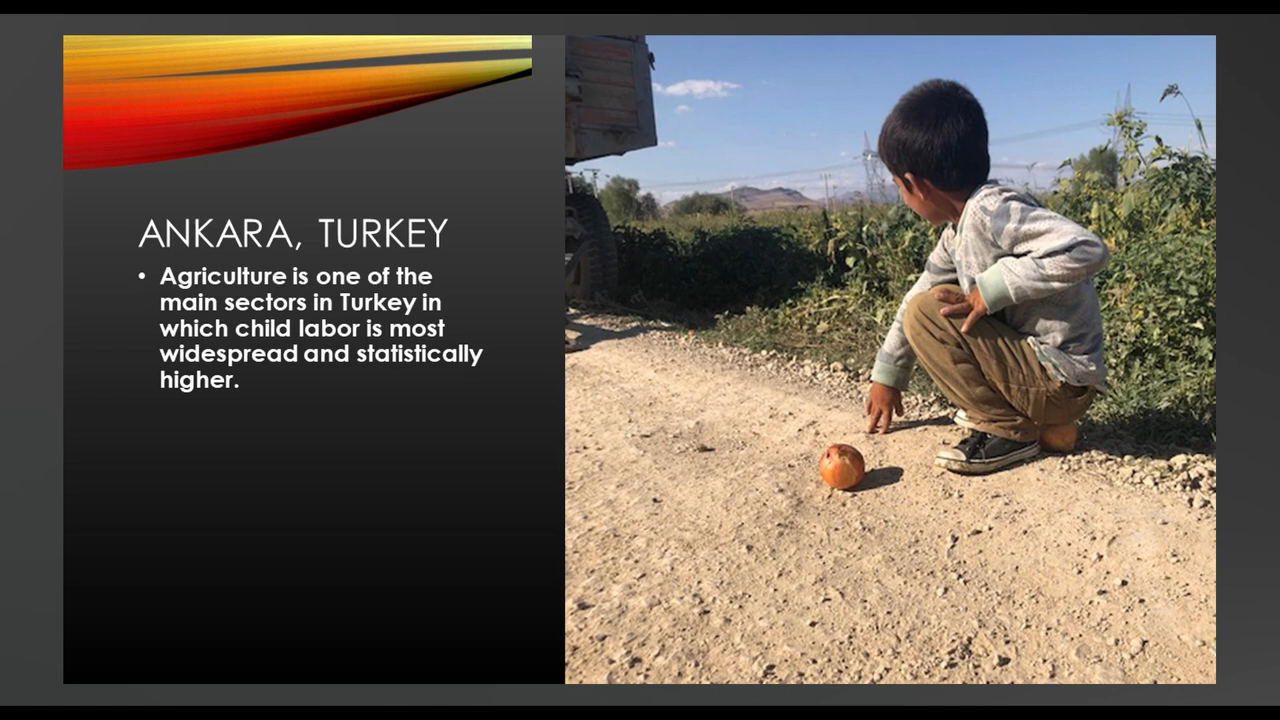 ANKARA, TURKEY
• Agriculture is one of the
main sectors in Turkey in
which child labor is most
widespread and statistically
higher.